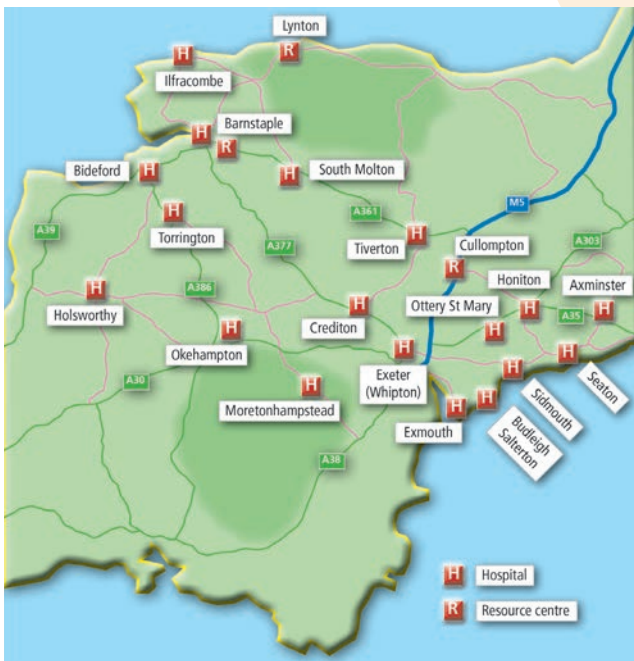 Lynton
H
R
Ilfracombe
Barnstaple
H
R
Bideford
H
H
South Molton
M5
A39
Torrington
H
A361
A377
Tiverton
H
Cullompton
A303
R
Honiton
Axminster
H
Holsworthy
A386
Crediton
H
Ottery St Mary
H
H
A35
H
Okehampton
H
Exeter
(Whipton)
H
Seaton
H
A30
Moretonhampstead
H
Sidmouth
H
Exmouth
H
H
Budleigh
Salterton
A38
H
Hospital
R
Resource centre